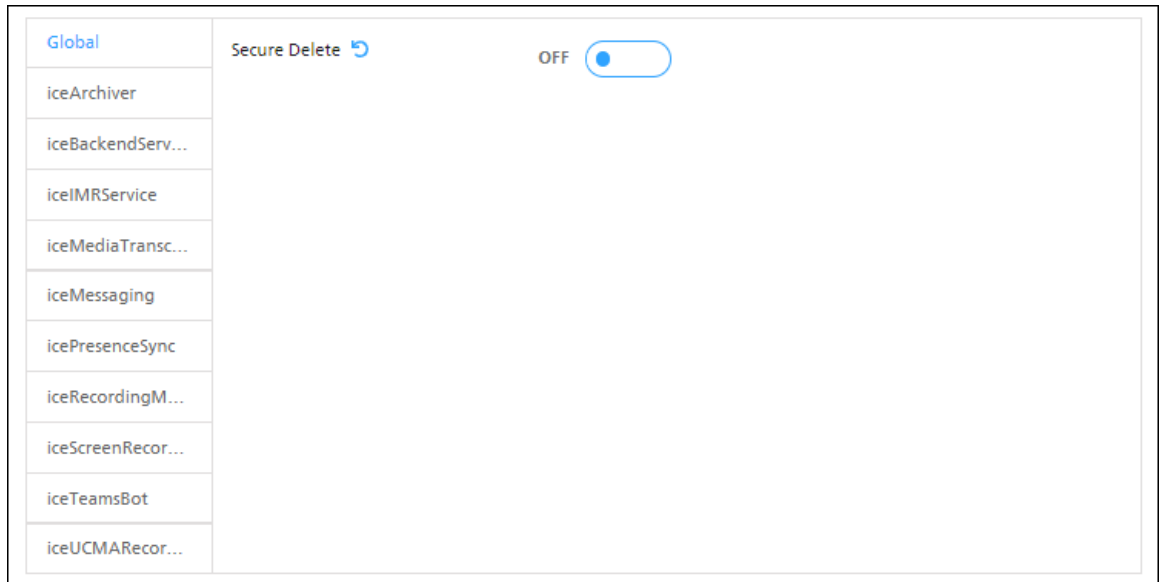 Global
Secure Delete
OFF
iceArchiver
iceBackendServ...
iceIMRService
iceMediaTransc...
iceMessaging
icePresenceSync
iceRecordingM...
iceScreenRecor...
iceTeamsBot
iceUCMARecor...